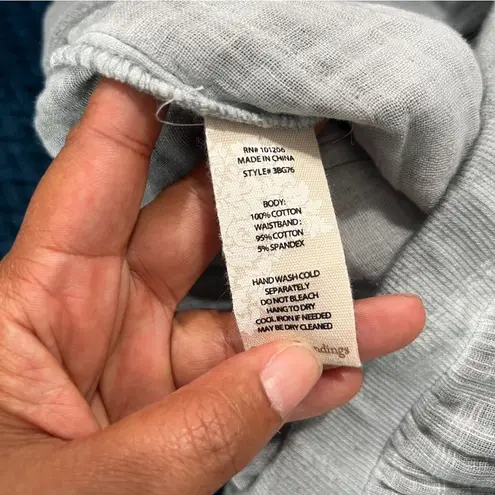 RN# 101206
MADE IN CHINA
STYLE# 3BG76
BODY:
100% COTTON
WAISTBAND :
95% COTTON
5% SPANDEX
HAND WASH COLD
SEPARATELY
DO NOT BLEACH
HANG TO DRY
COOL IRON IF NEEDED
MAY BE DRY CLEANED